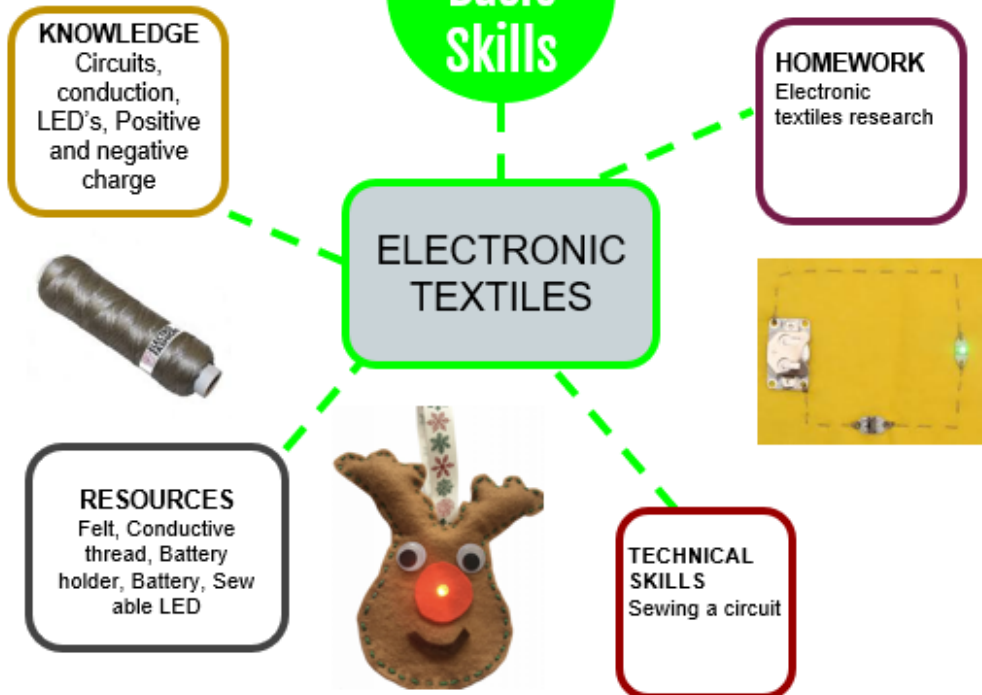 Skills
KNOWLEDGE
Circuits,
conduction,
LED's, Positive
and negative
charge
HOMEWORK
Electronic
textiles research
ELECTRONIC
TEXTILES
RESOURCES
Felt, Conductive
thread, Battery
holder, Battery, Sew
able LED
TECHNICAL
SKILLS
Sewing a circuit